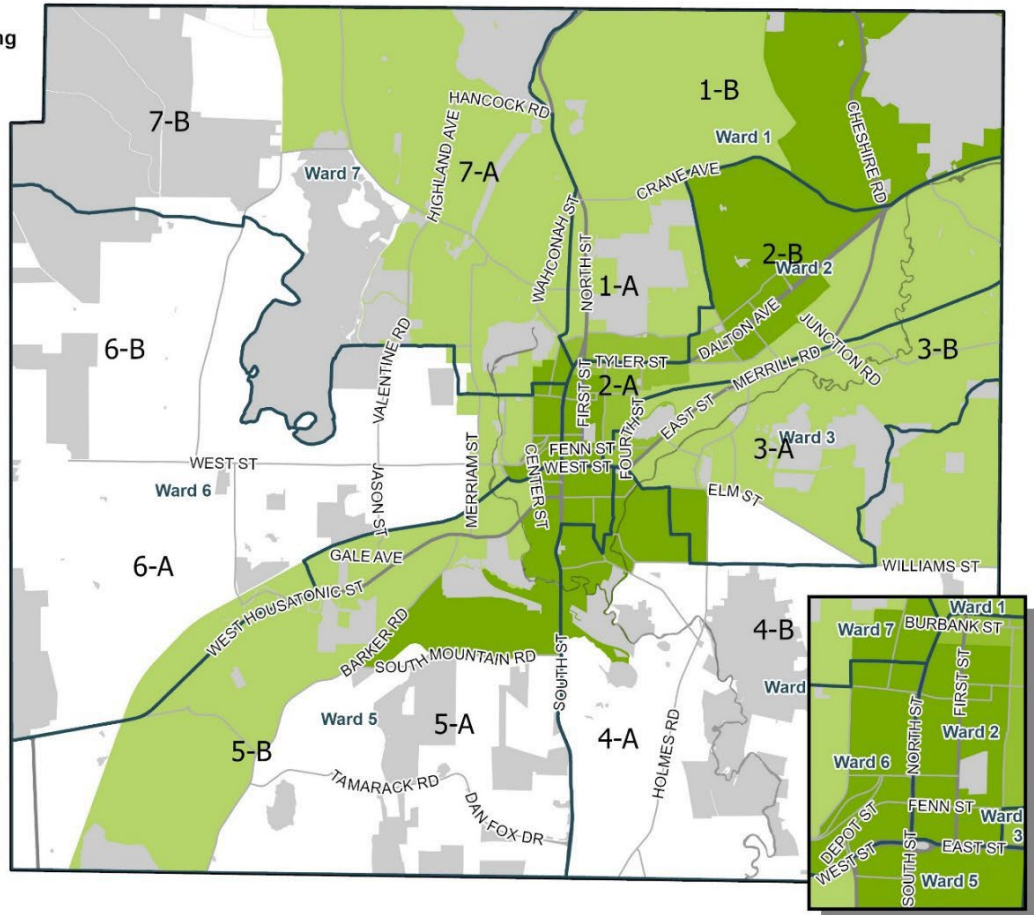 ng
7-B
1-B
HANCOCK RD
Ward 1
CHESHIRE RD
Ward 7
7-A
HIGHLAND AVE
CRANE AVE
WAHCONAH ST
NORTH ST
2-B
Ward 2
1-A
6-B
VALENTINE RD
DALTON AVE
JUNCTION RD
3-B
TYLER ST
MERRILL RD
2-A
FIRST ST
FOURTH ST
EAST ST
Ward 3
3-A
FENN ST
WEST ST
WEST ST
CENTER ST
MERRIAM ST
JASON ST
Ward 6
ELM ST
GALE AVE
6-A
WILLIAMS ST
WEST HOUSATONIC ST
BARKER RD
4-B
SOUTH MOUNTAIN RD
SOUTH ST
Ward
Ward 5
5-A
4-A
HOLMES RD
5-B
TAMARACK RD
DAN FOX DR
Ward 1
BURBANK ST
Ward 7
FIRST ST
NORTH ST
Ward 2
Ward 6
FENN ST
Ward
3
DEPOT ST
WEST ST
EAST ST
SOUTH ST
Ward 5